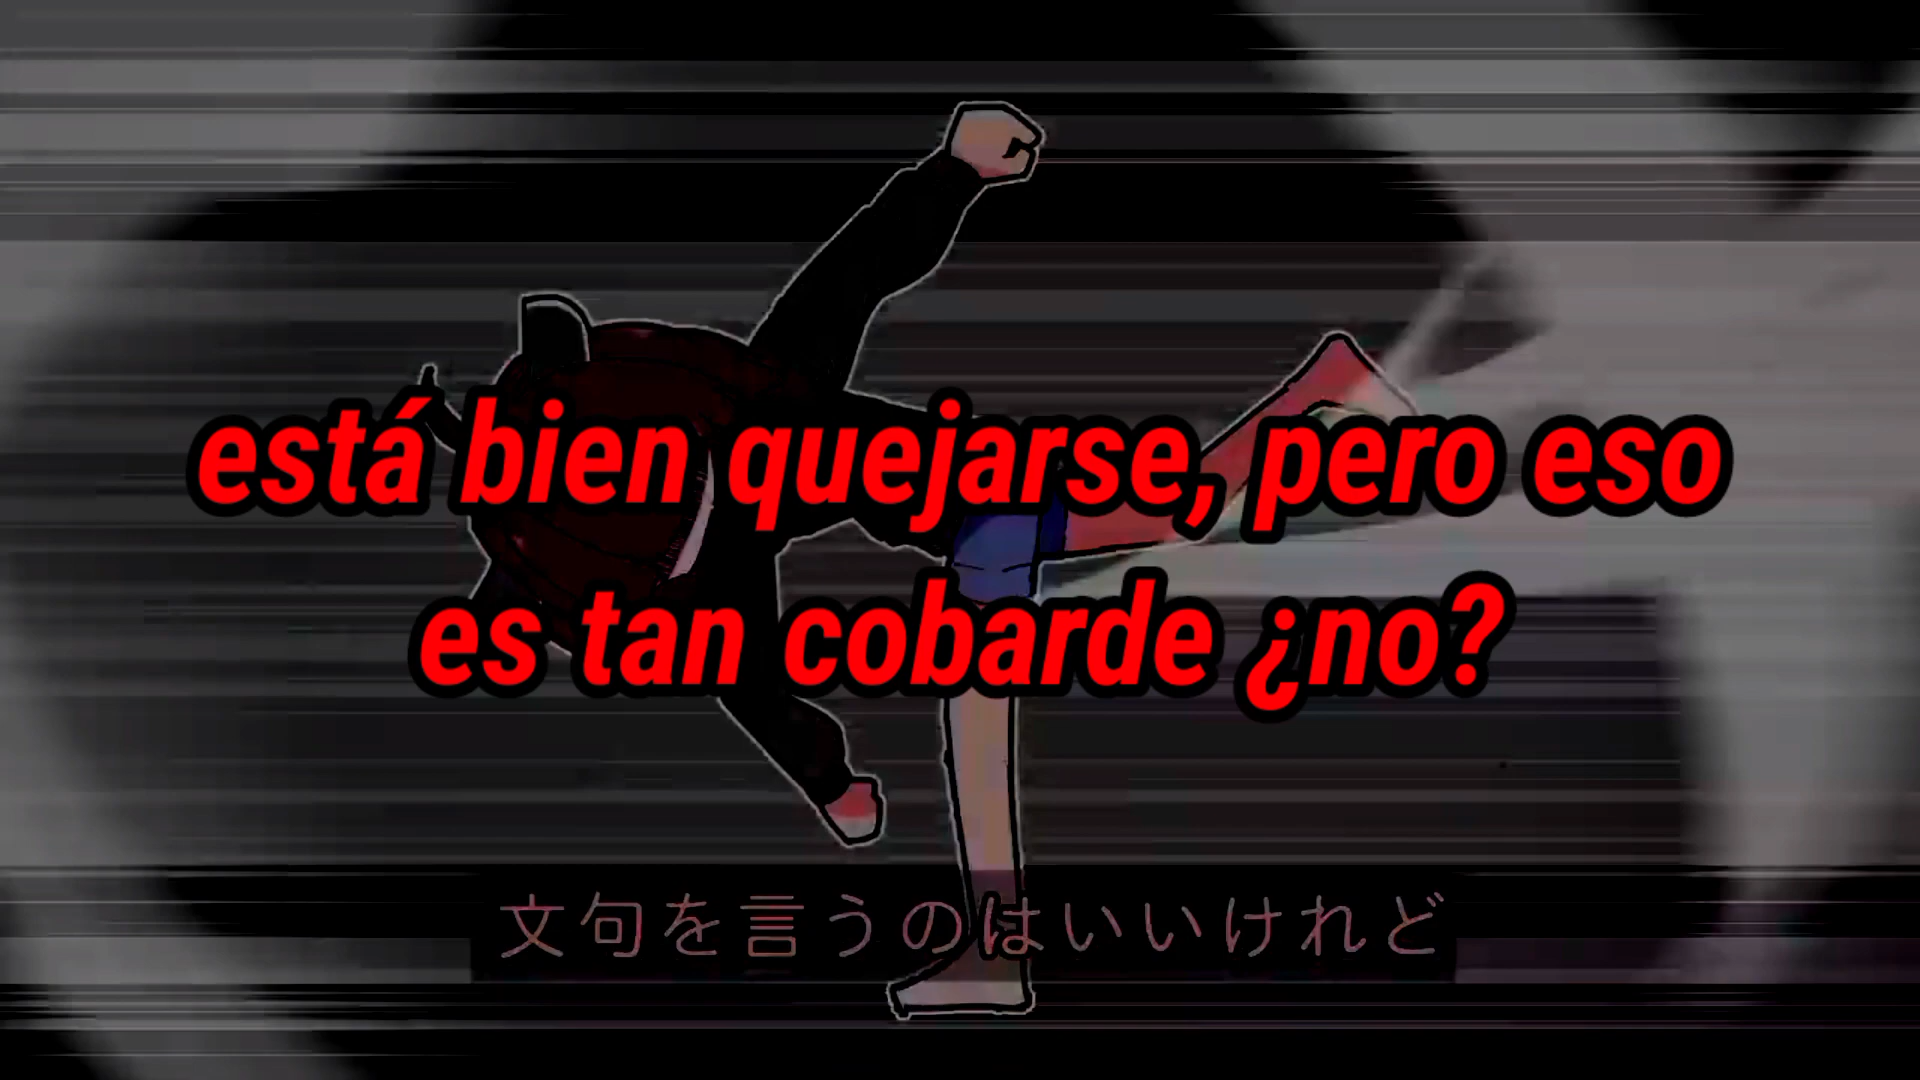 está bien quejarse, pero eso
es tan cobarde ¿no?
文句を言うのはいいけれど